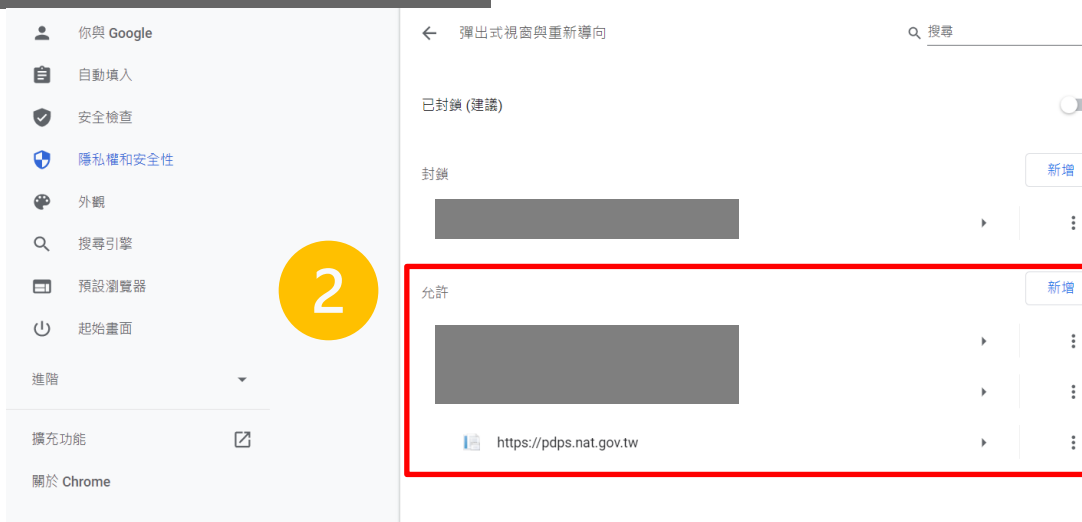 你與 Google
自動填入
安全檢查
隱私權和安全性
外觀
搜尋引擎
預設瀏覽器
起始畫面
進階
擴充功能
關於 Chrome
2
彈出式視窗與重新導向
搜尋
已封鎖 (建議)
封鎖
新增
允許
新增
https://pdps.nat.gov.tw